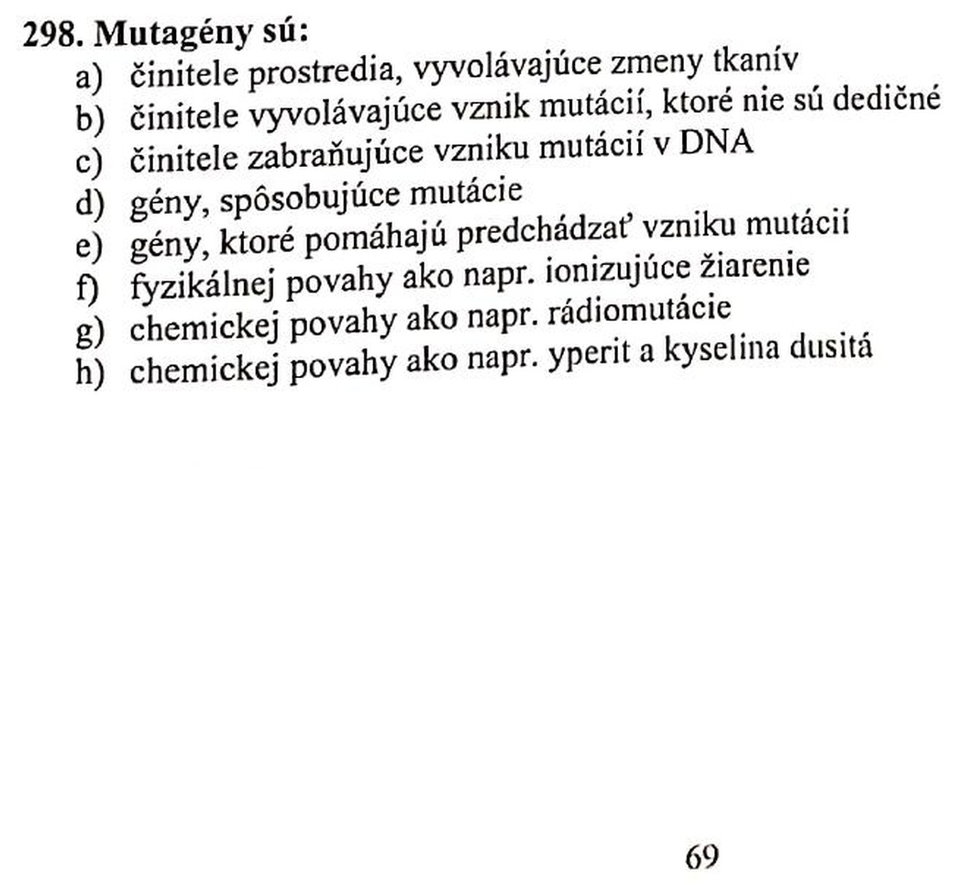 298. Mutagény sú:
a) činitele prostredia, vyvolávajúce zmeny tkanív
b) činitele vyvolávajúce vznik mutácií, ktoré nie sú dedičné
c) činitele zabraňujúce vzniku mutácií v DNA
d) gény, spôsobujúce mutácie
e) gény, ktoré pomáhajú predchádzať vzniku mutácií
f) fyzikálnej povahy ako napr. ionizujúce žiarenie
g) chemickej povahy ako napr. rádiomutácie
h) chemickej povahy ako napr. yperit a kyselina dusitá
69